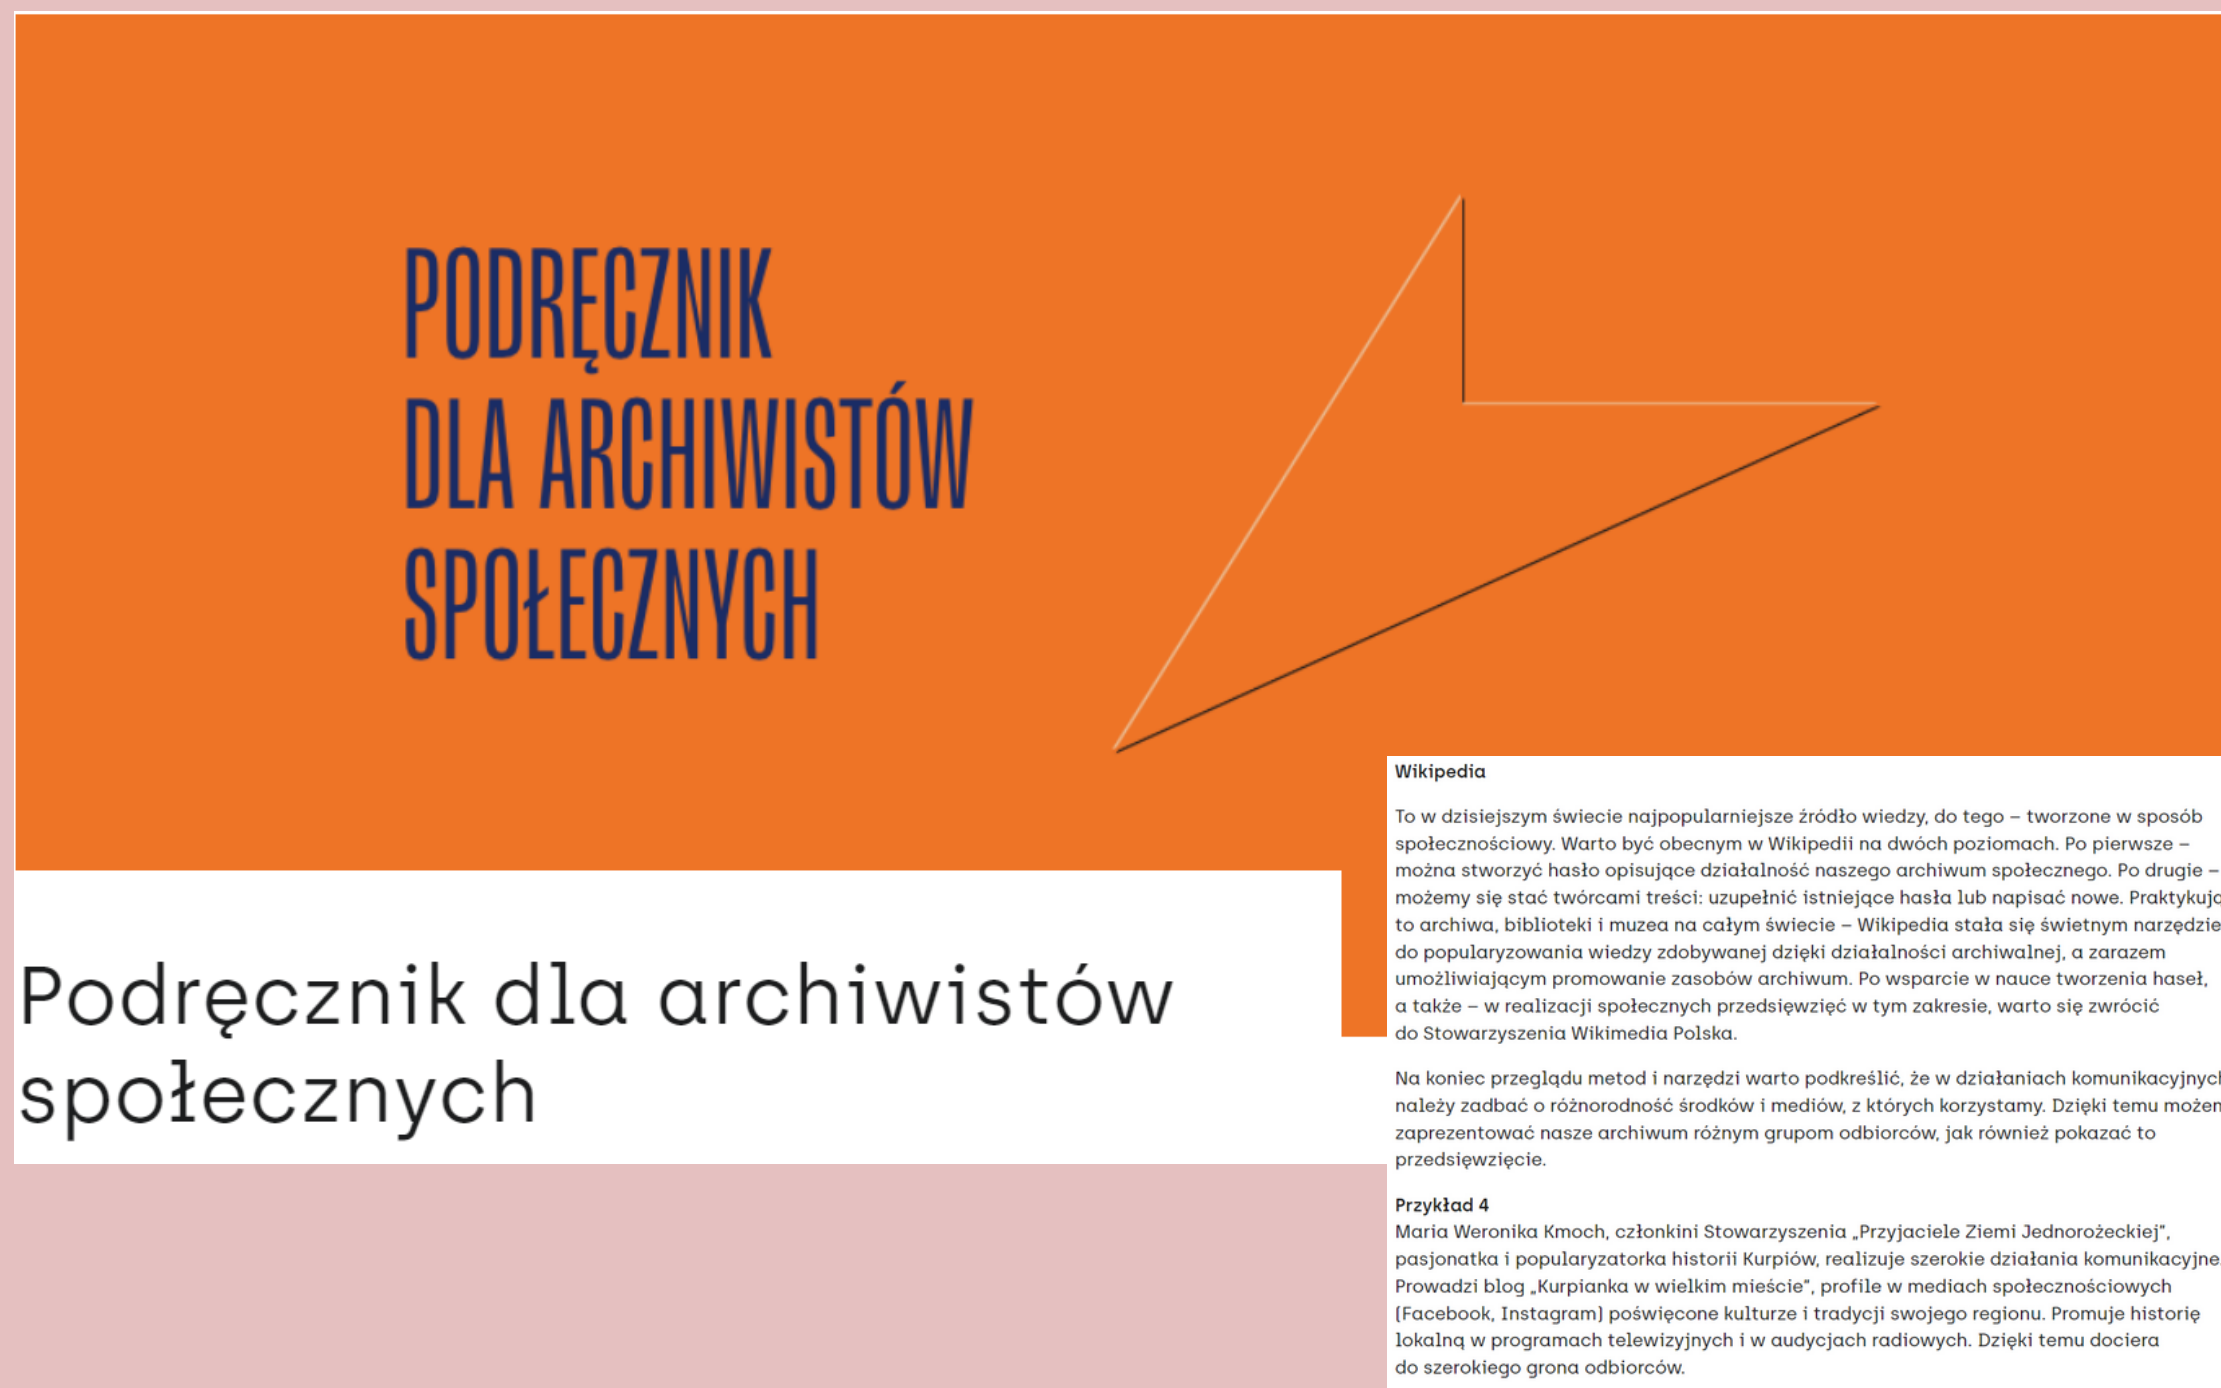 PODRĘCZNIK
DLA ARCHIWISTÓW
SPOŁECZNYCH
Podręcznik dla archiwistów
społecznych
Wikipedia
To w dzisiejszym świecie najpopularniejsze źródło wiedzy, do tego – tworzone w sposób
społecznościowy. Warto być obecnym w Wikipedii na dwóch poziomach. Po pierwsze –
można stworzyć hasło opisujące działalność naszego archiwum społecznego. Po drugie –
możemy się stać twórcami treści: uzupełnić istniejące hasła lub napisać nowe. Praktykują
to archiwa, biblioteki i muzea na całym świecie – Wikipedia stała się świetnym narzędzie
do popularyzowania wiedzy zdobywanej dzięki działalności archiwalnej, a zarazem
umożliwiającym promowanie zasobów archiwum. Po wsparcie w nauce tworzenia haseł,
a także – w realizacji społecznych przedsięwzięć w tym zakresie, warto się zwrócić
do Stowarzyszenia Wikimedia Polska.
Na koniec przeglądu metod i narzędzi warto podkreślić, że w działaniach komunikacyjnych
należy zadbać o różnorodność środków i mediów, z których korzystamy. Dzięki temu może
zaprezentować nasze archiwum różnym grupom odbiorców, jak również pokazać to
przedsięwzięcie.
Przykład 4
Maria Weronika Kmoch, członkini Stowarzyszenia „Przyjaciele Ziemi Jednorożeckiej”,
pasjonatka i popularyzatorka historii Kurpiów, realizuje szerokie działania komunikacyjne.
Prowadzi blog „Kurpianka w wielkim mieście”, profile w mediach społecznościowych
(Facebook, Instagram) poświęcone kulturze i tradycji swojego regionu. Promuje historię
lokalną w programach telewizyjnych i w audycjach radiowych. Dzięki temu dociera
do szerokiego grona odbiorców.